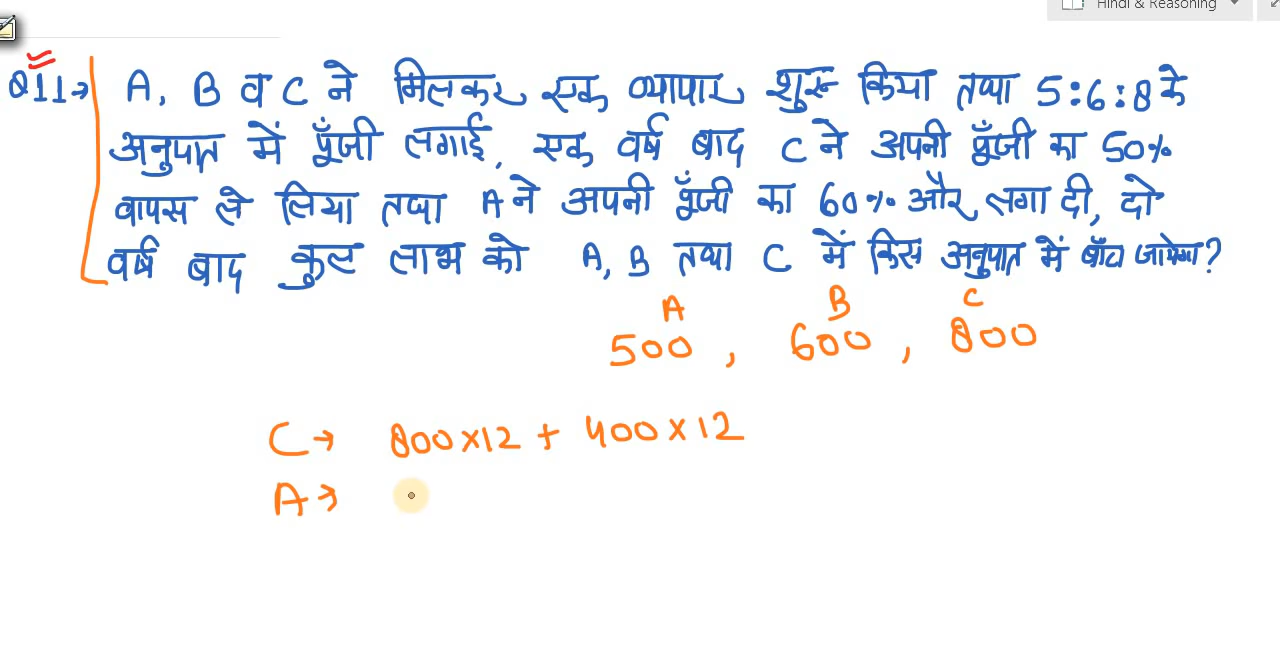 Hindi & Reasoning
Q11→ A, B व C ने मिलकर एक व्यापार शुरू किया तथा 5:6:8 के
अनुपात में पूँजी लगाई, एक वर्ष बाद C ने अपनी पूँजी का 50%
वापस ले लिया तथा A ने अपनी पूँजी का 60% और लगा दी, दो
वर्ष बाद कुल लाभ को A, B तथा C में किस अनुपात में बाँटा जायेगा?
A B C
500 , 600 , 800
C→ 800×12 + 400×12
A→